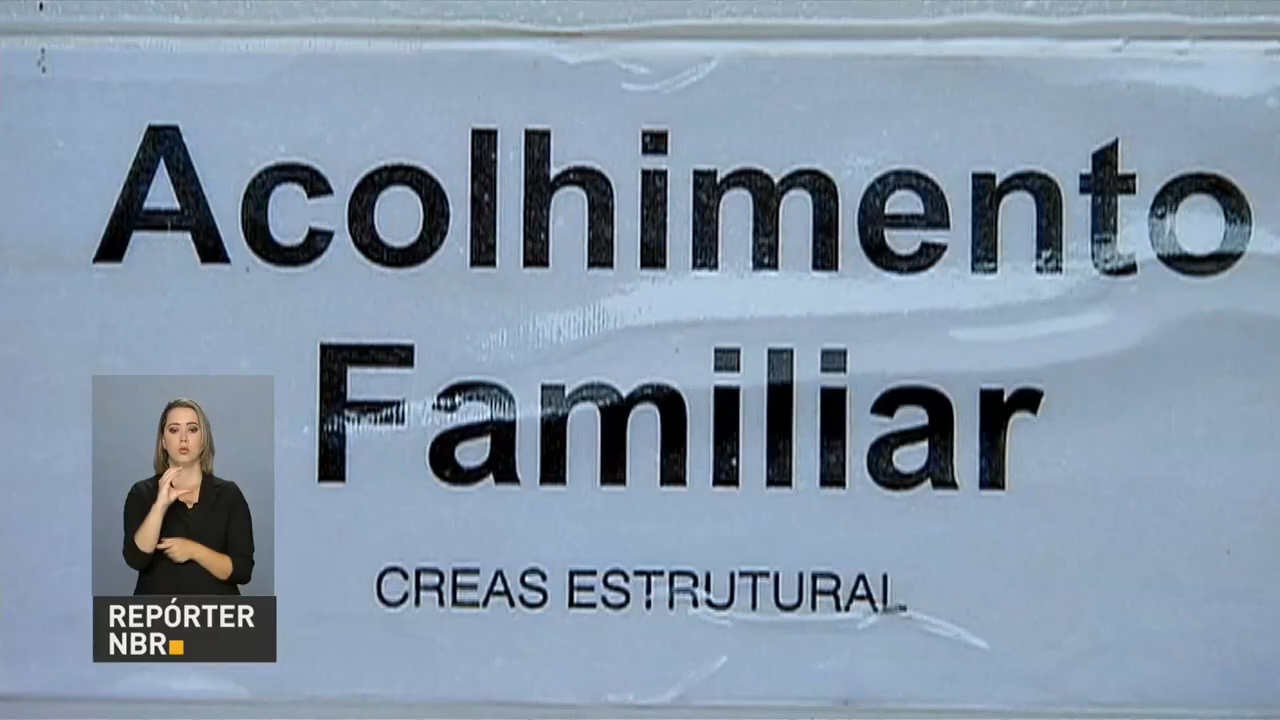 Acolhimento
Familiar
CREAS ESTRUTURAL
REPÓRTER
NBR